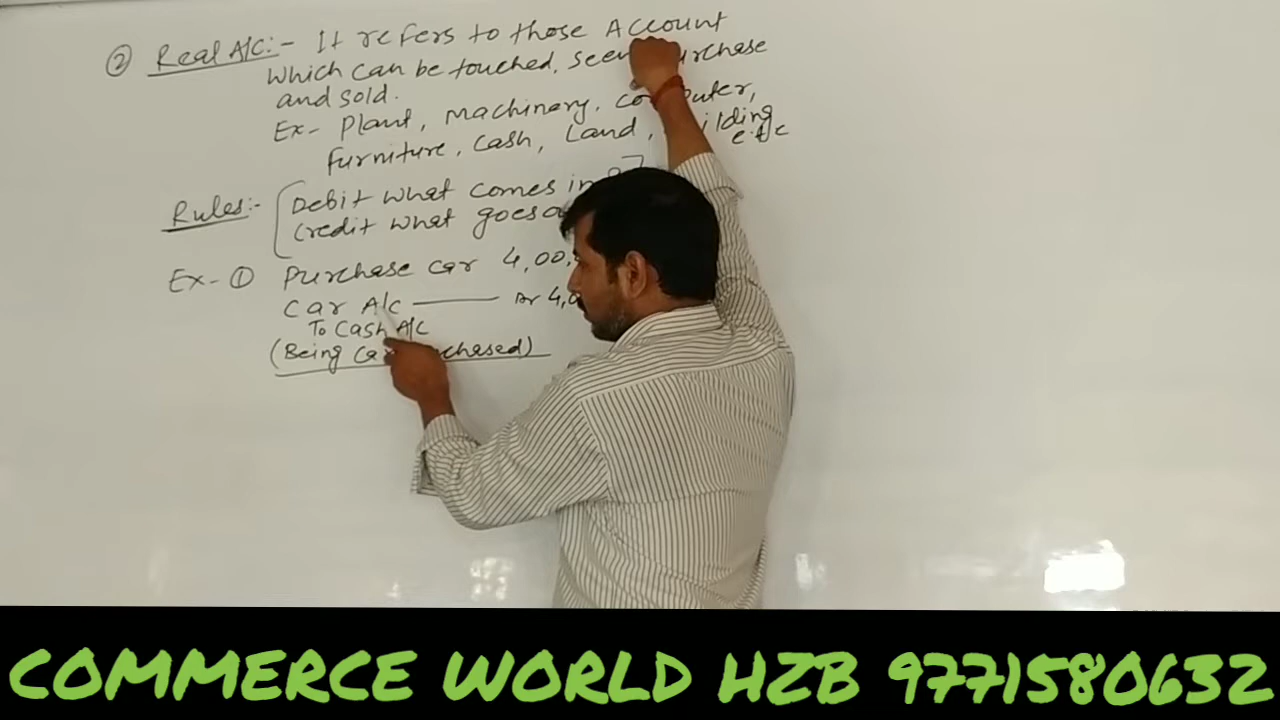 ② Real A/C:- It refers to those Account
which can be touched, seen
and sold.
Ex- Plant, Machinery,
furniture, Cash, Land,
etc
Rules:- Debit what comes in
Credit what goes
Ex- ① Purchase car 4,00,
Car A/C ——— Dr 4,
To Cash A/C
(Being
COMMERCE WORLD HZB 9771580632